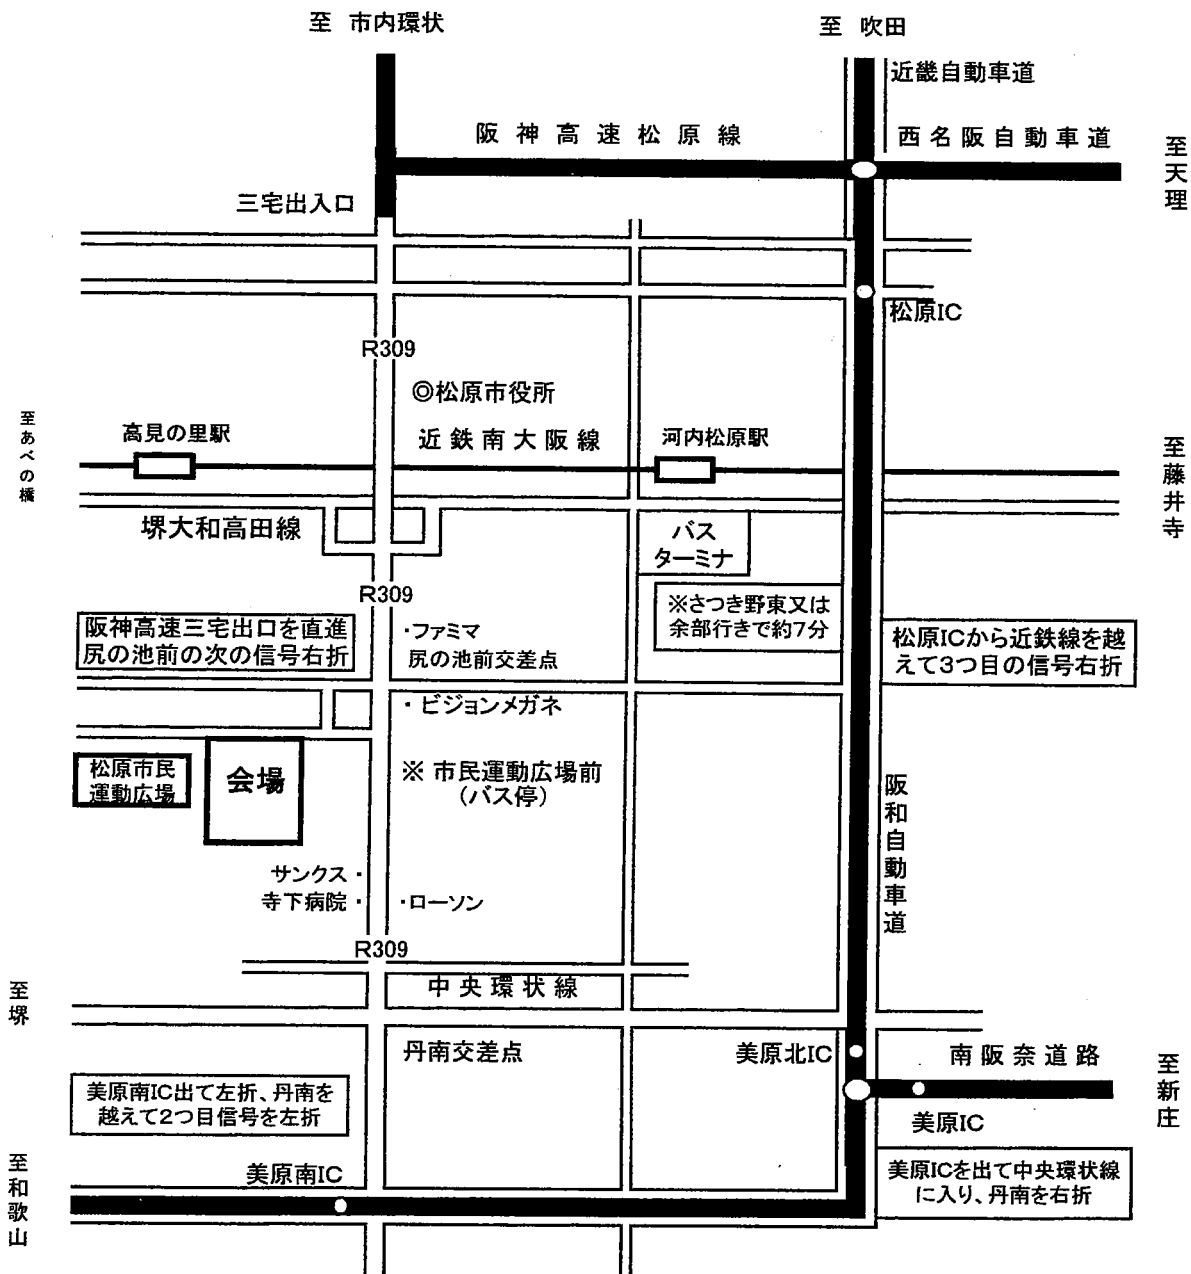 至 市内環状
至 吹田
近畿自動車道
阪神高速松原線
西名阪自動車道
至天理
三宅出入口
松原IC
R309
◎松原市役所
至あべの橋
高見の里駅
近鉄南大阪線
河内松原駅
至藤井寺
堺大和高田線
バス
ターミナ
R309
※さつき野東又は
余部行きで約7分
阪神高速三宅出口を直進
尻の池前の次の信号右折
・ファミマ
尻の池前交差点
松原ICから近鉄線を越
えて3つ目の信号右折
・ビジョンメガネ
松原市民
運動広場
会場
※ 市民運動広場前
(バス停)
阪和自動車道
サンクス・
寺下病院・
・ローソン
R309
中央環状線
至堺
丹南交差点
美原北IC
南阪奈道路
至新庄
美原南IC出て左折、丹南を
越えて2つ目信号を左折
美原IC
至和歌山
美原南IC
美原ICを出て中央環状線
に入り、丹南を右折